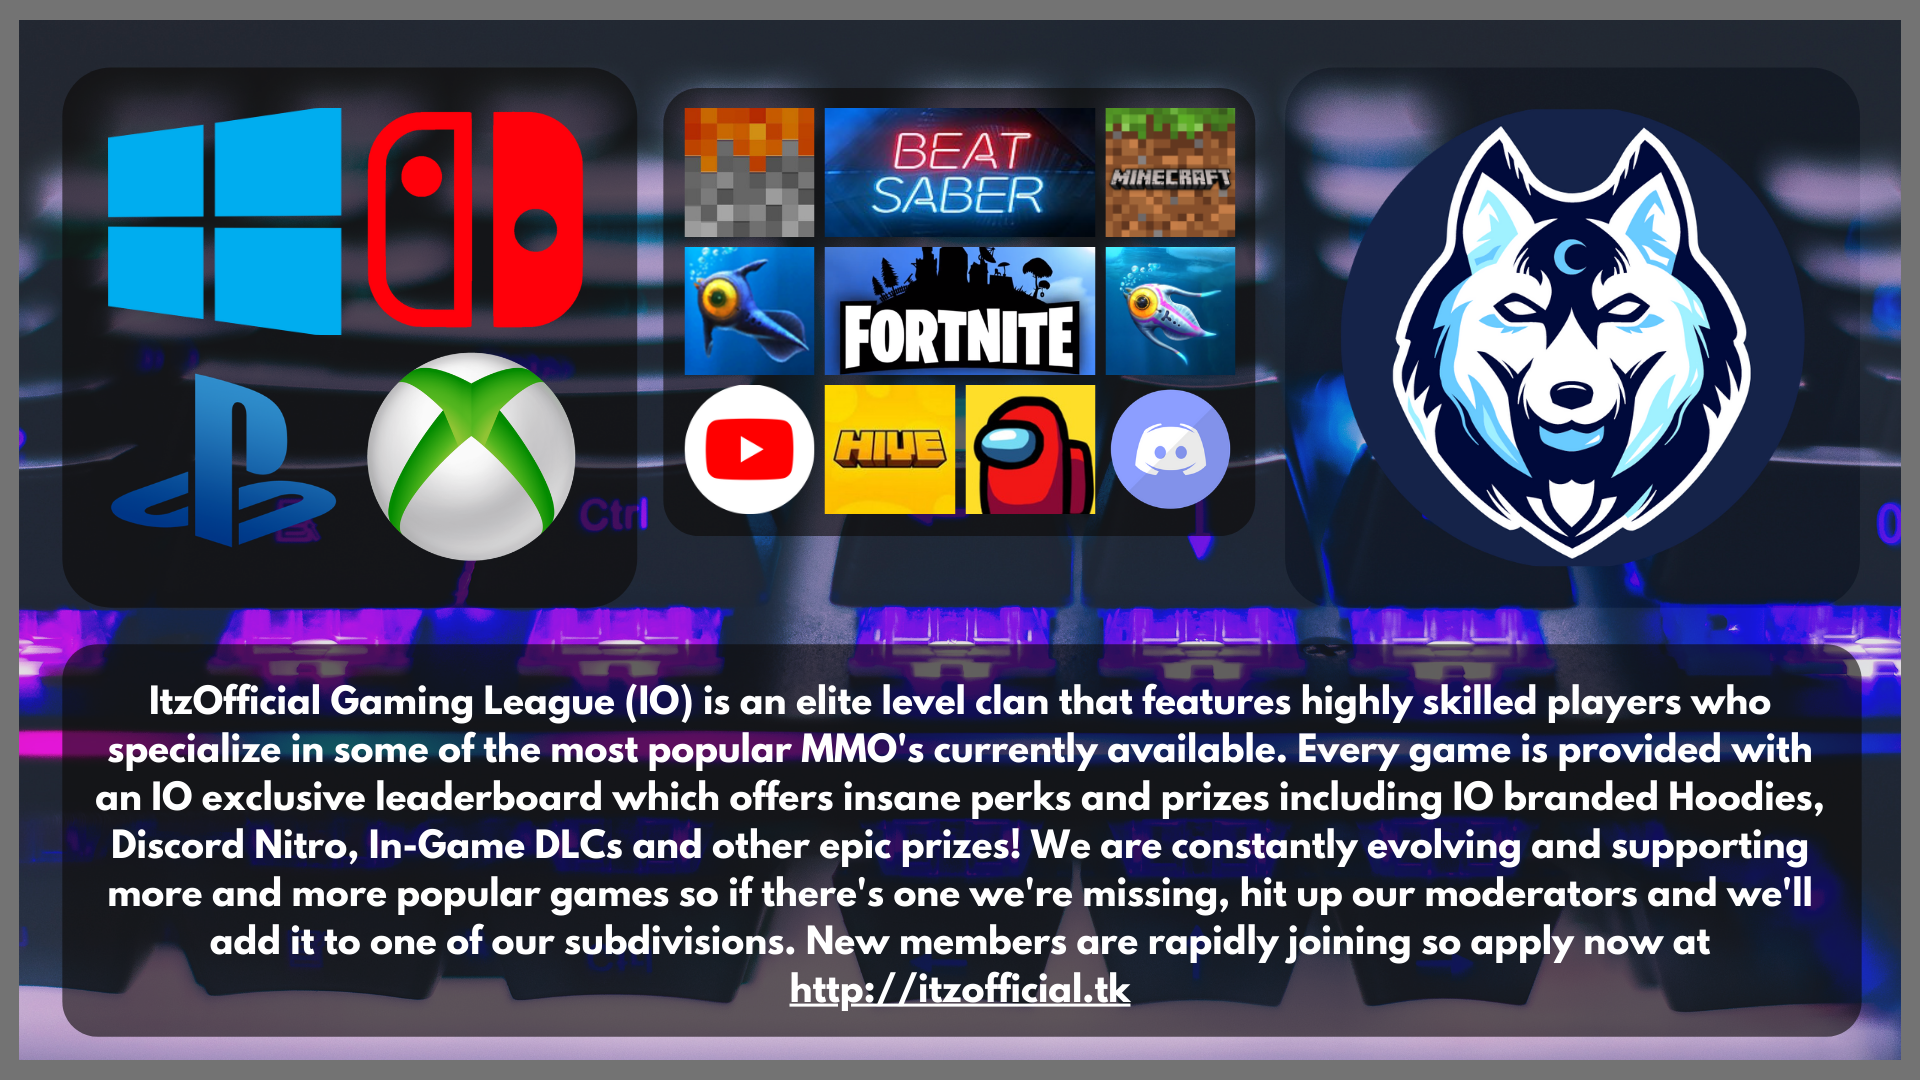 BEAT
SABER
MINECRAFT
FORTNITE
HIVE
Ctrl
0
ItzOfficial Gaming League (IO) is an elite level clan that features highly skilled players who
specialize in some of the most popular MMO's currently available. Every game is provided with
an IO exclusive leaderboard which offers insane perks and prizes including IO branded Hoodies,
Discord Nitro, In-Game DLCs and other epic prizes! We are constantly evolving and supporting
more and more popular games so if there's one we're missing, hit up our moderators and we'll
add it to one of our subdivisions. New members are rapidly joining so apply now at
http://itzofficial.tk